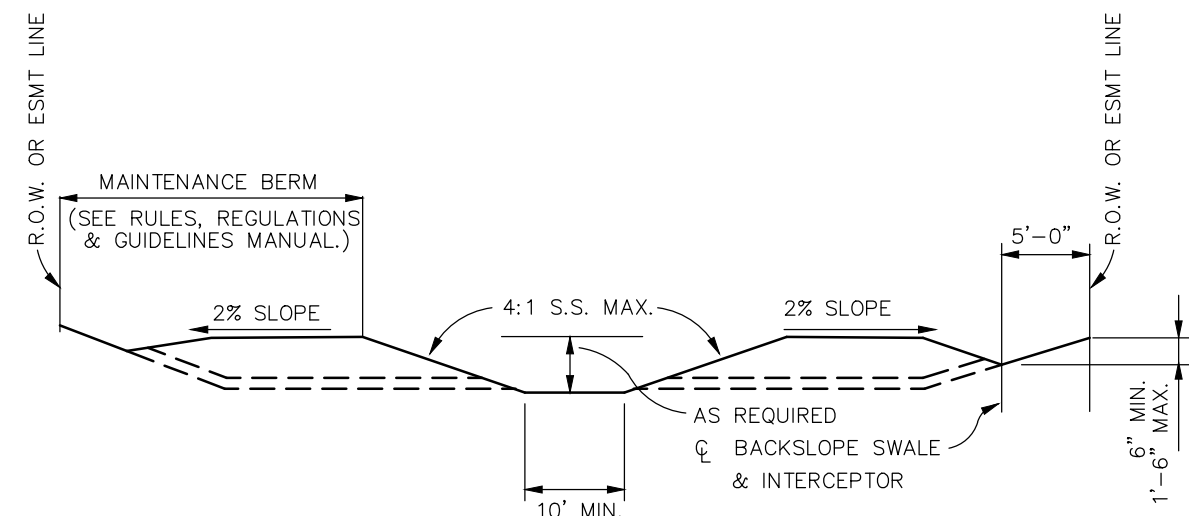 R.O.W. OR ESMT LINE
R.O.W. OR ESMT LINE
MAINTENANCE BERM
(SEE RULES, REGULATIONS
& GUIDELINES MANUAL.)
5'-0"
2% SLOPE
4:1 S.S. MAX.
2% SLOPE
AS REQUIRED
℄ BACKSLOPE SWALE
& INTERCEPTOR
6" MIN.
1'-6" MAX.
10' MIN.